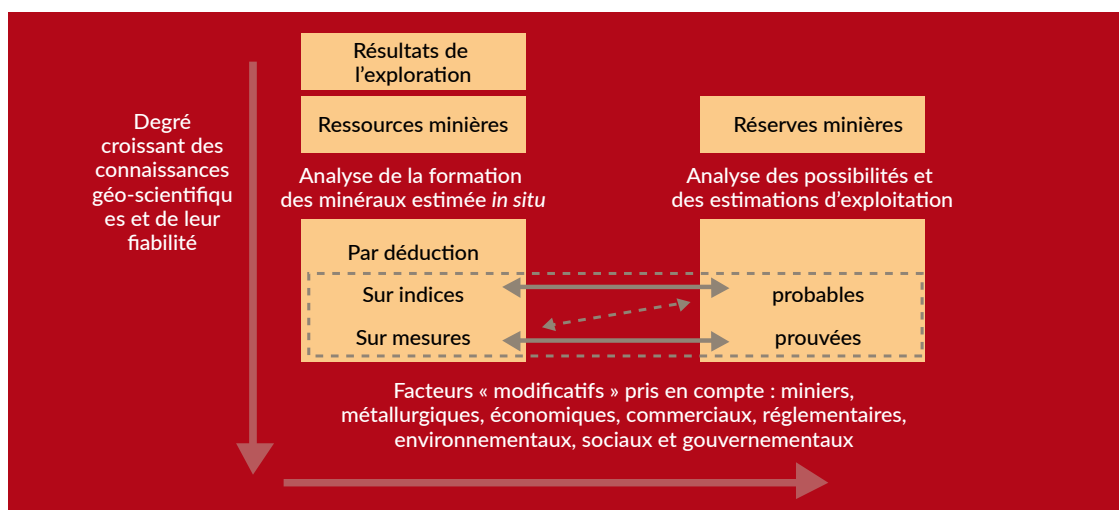 Résultats de
l'exploration
Ressources minières
Réserves minières
Degré
croissant des
connaissances
géo-scientifiqu
es et de leur
fiabilité
Analyse de la formation
des minéraux estimée in situ
Analyse des possibilités et
des estimations d'exploitation
Par déduction
Sur indices
probables
Sur mesures
prouvées
Facteurs « modificatifs » pris en compte : miniers,
métallurgiques, économiques, commerciaux, réglementaires,
environnementaux, sociaux et gouvernementaux